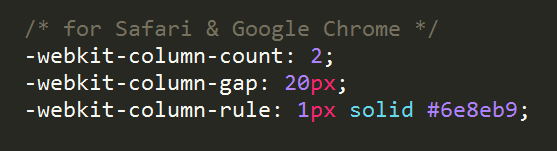 /* for Safari & Google Chrome */
-webkit-column-count: 2;
-webkit-column-gap: 20px;
-webkit-column-rule: 1px solid #6e8eb9;